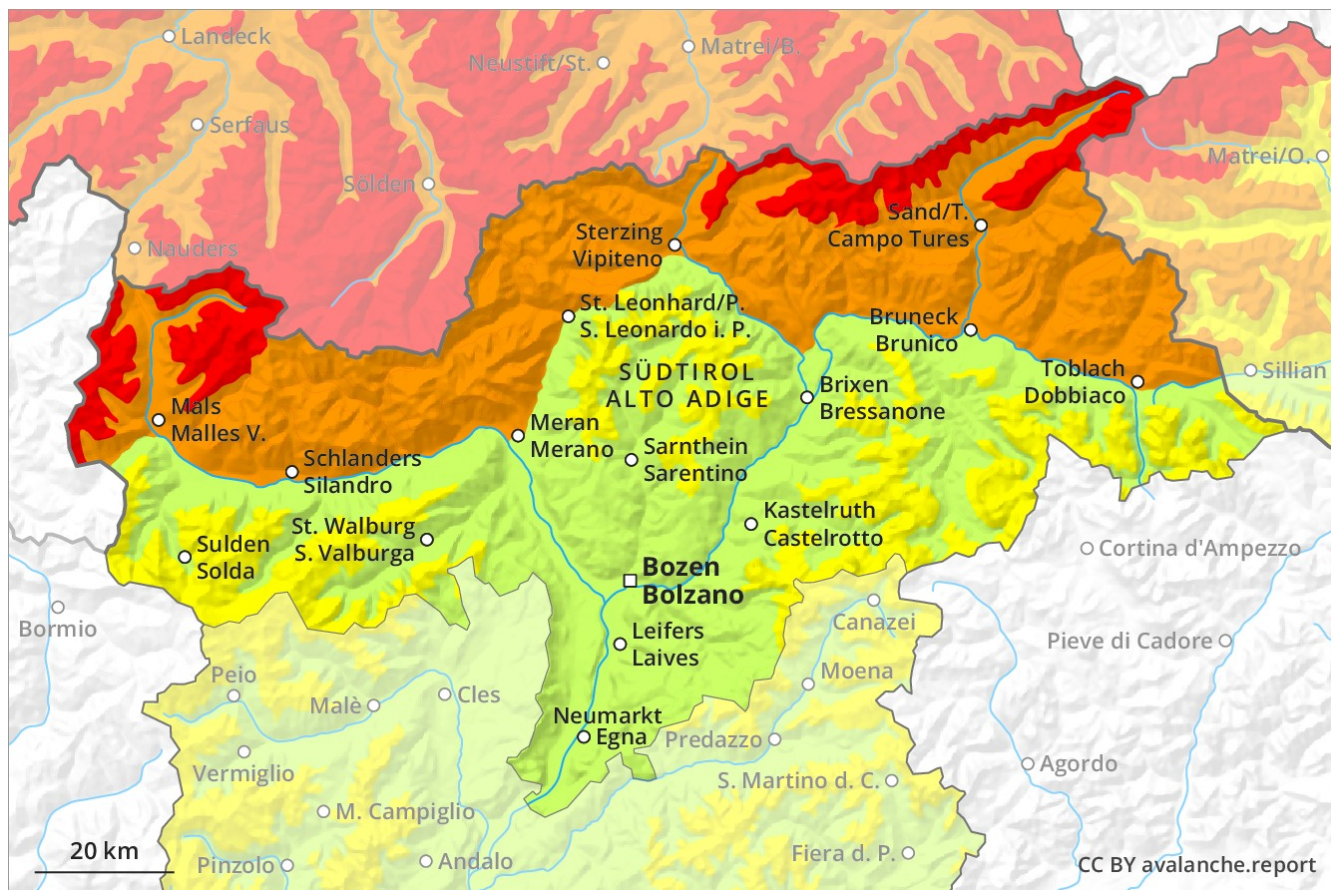 Landeck
Matrei/B.
Neustift/St.
Serfaus
Matrei/O.
Sölden
Nauders
Sand/T.
Campo Tures
Sterzing
Vipiteno
St. Leonhard/P.
S. Leonardo i. P.
Bruneck
Brunico
SÜDTIROL
ALTO ADIGE
Toblach
Dobbiaco
Sillian
Brixen
Bressanone
Mals
Malles V.
Meran
Merano
Sarnthein
Sarentino
Schlanders
Silandro
St. Walburg
S. Valburga
Kastelruth
Castelrotto
Sulden
Solda
Cortina d'Ampezzo
Bozen
Bolzano
Bormio
Canazei
Leifers
Laives
Pieve di Cadore
Peio
Moena
Malè
Cles
Neumarkt
Egna
Predazzo
Vermiglio
Agordo
S. Martino d. C.
M. Campiglio
20 km
Pinzolo
Andalo
Fiera d. P.
CC BY avalanche.report